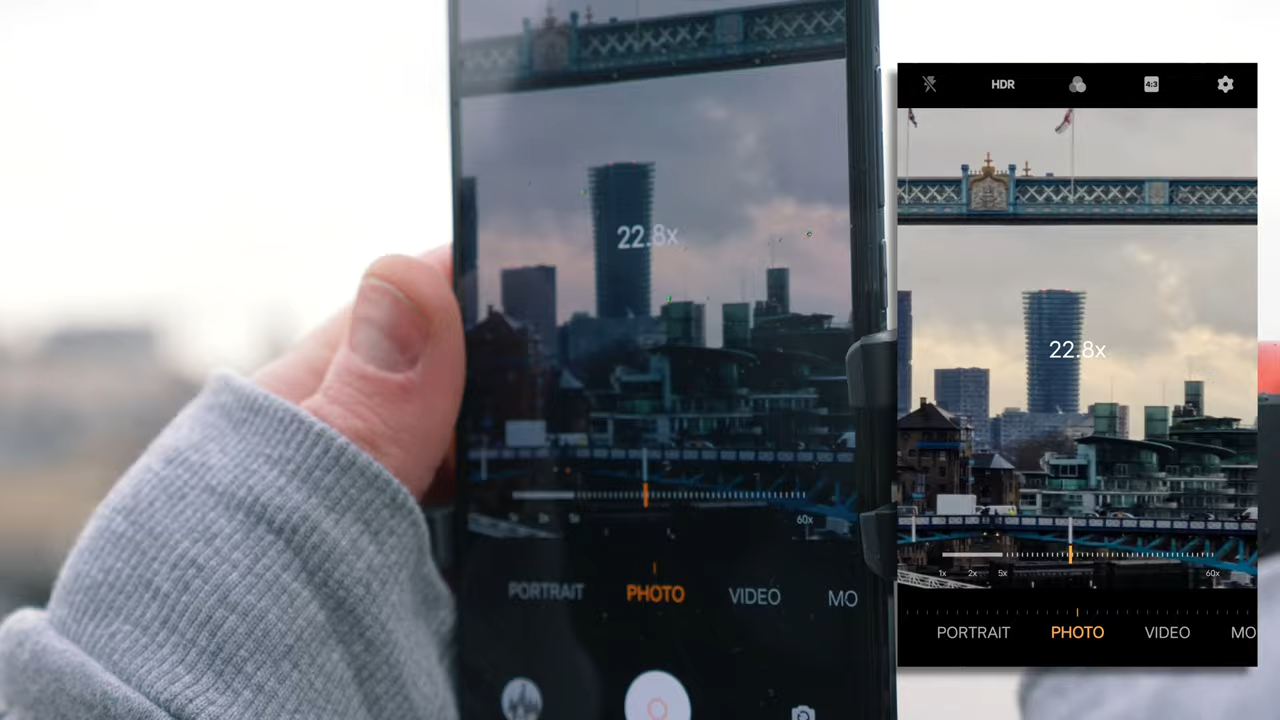 22.8x
60x
PORTRAIT
PHOTO
VIDEO
MO
HDR
4:3
22.8x
1x
2x
5x
60x
PORTRAIT
PHOTO
VIDEO
MO